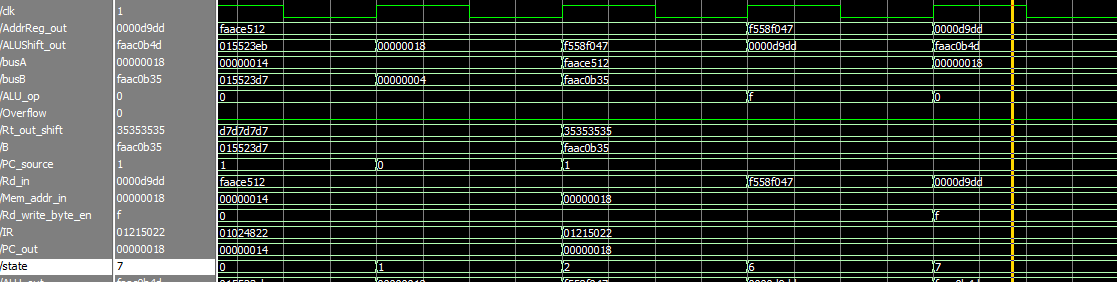 /clk 1
/AddrReg_out 0000d9dd faace512 f558f047 0000d9dd
/ALUShift_out faac0b4d 015523eb 00000018 f558f047 0000d9dd faac0b4d
/busA 00000018 00000014 faace512 00000018
/busB faac0b35 015523d7 00000004 faac0b35
/ALU_op 0 0 f 0
/Overflow 0
/Rt_out_shift 35353535 d7d7d7d7 35353535
/B faac0b35 015523d7 faac0b35
/PC_source 1 1 0 1
/Rd_in 0000d9dd faace512 f558f047 0000d9dd
/Mem_addr_in 00000018 00000014 00000018
/Rd_write_byte_en f 0 f
/IR 01215022 01024822 01215022
/PC_out 00000018 00000014 00000018
/state 7 0 1 2 6 7